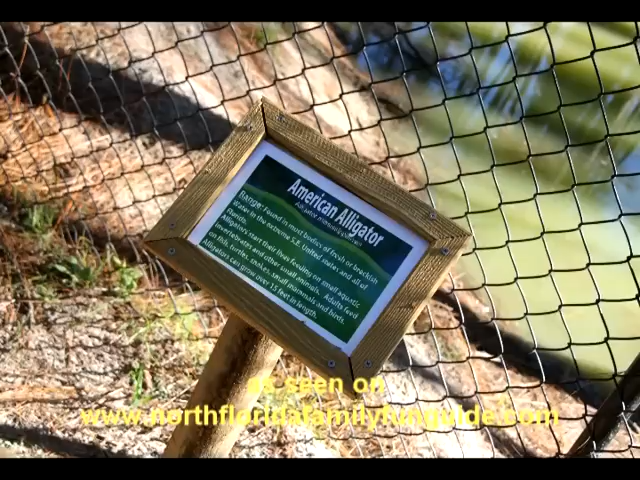 American Alligator
Range: Found in most bodies of fresh or brackish
Water in the extreme S.E. United States and all of
Florida.
Alligators start their lives feeding on small aquatic
invertebrates and other small animals. Adults feed
on fish, turtles, snakes, small mammals and birds.
Alligators can grow over 13 feet in length.
as seen on
www.northfloridafamilyfunguide.com